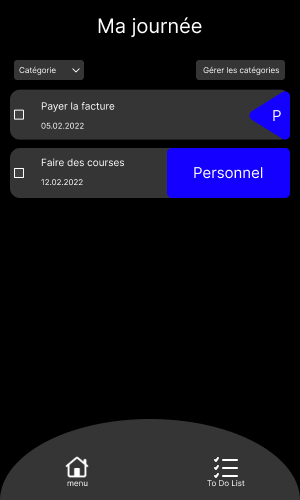 Ma journée
Catégorie
Gérer les catégories
Payer la facture
P
05.02.2022
Faire des courses
Personnel
12.02.2022
menu
To Do List